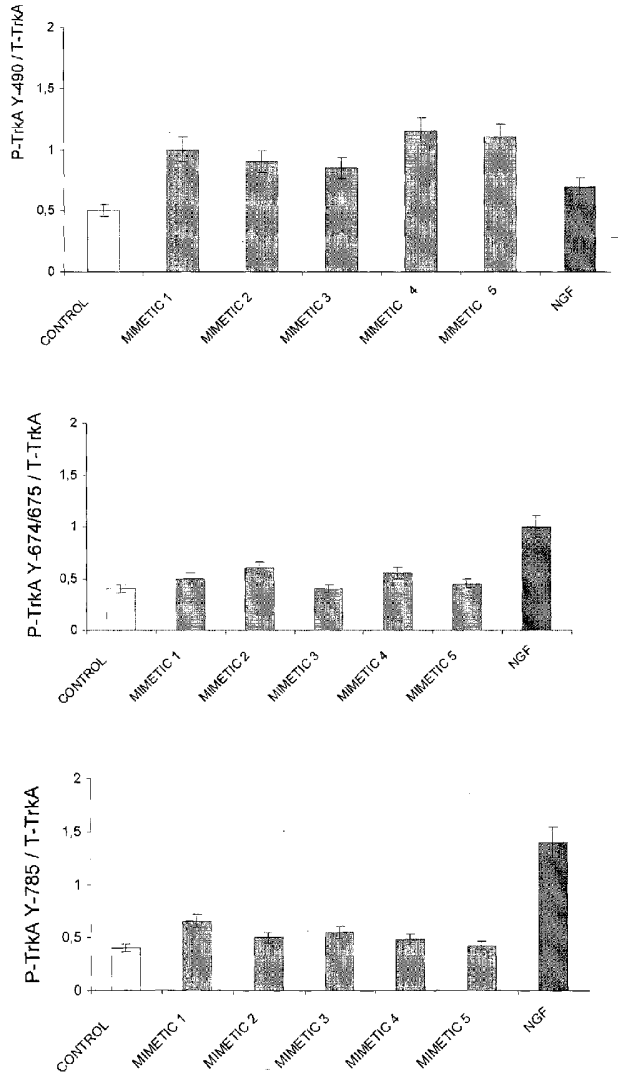 P-TrkA Y-490 / T-TrkA
2
1,5
1
0,5
0
CONTROL
MIMETIC 1
MIMETIC 2
MIMETIC 3
MIMETIC 4
MIMETIC 5
NGF
P-TrkA Y-674/675 / T-TrkA
2
1,5
1
0,5
0
CONTROL
MIMETIC 1
MIMETIC 2
MIMETIC 3
MIMETIC 4
MIMETIC 5
NGF
P-TrkA Y-785 / T-TrkA
2
1,5
1
0,5
0
CONTROL
MIMETIC 1
MIMETIC 2
MIMETIC 3
MIMETIC 4
MIMETIC 5
NGF